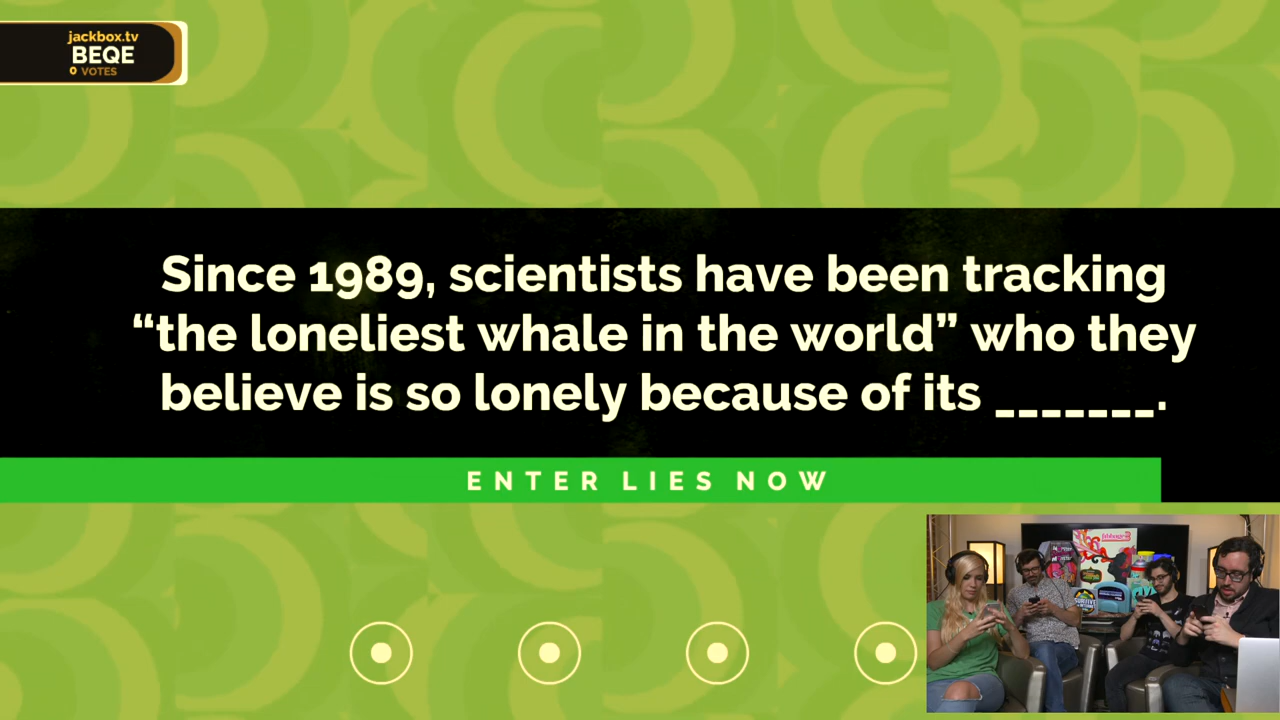 jackbox.tv
BEQE
0 VOTES
Since 1989, scientists have been tracking
“the loneliest whale in the world” who they
believe is so lonely because of its _______.
ENTER LIES NOW